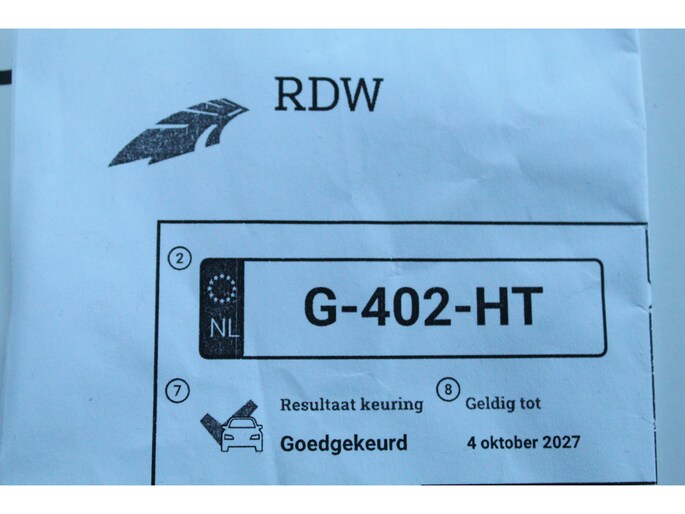 RDW
2
NL
G-402-HT
7
Resultaat keuring
8
Geldig tot
Goedgekeurd
4 oktober 2027